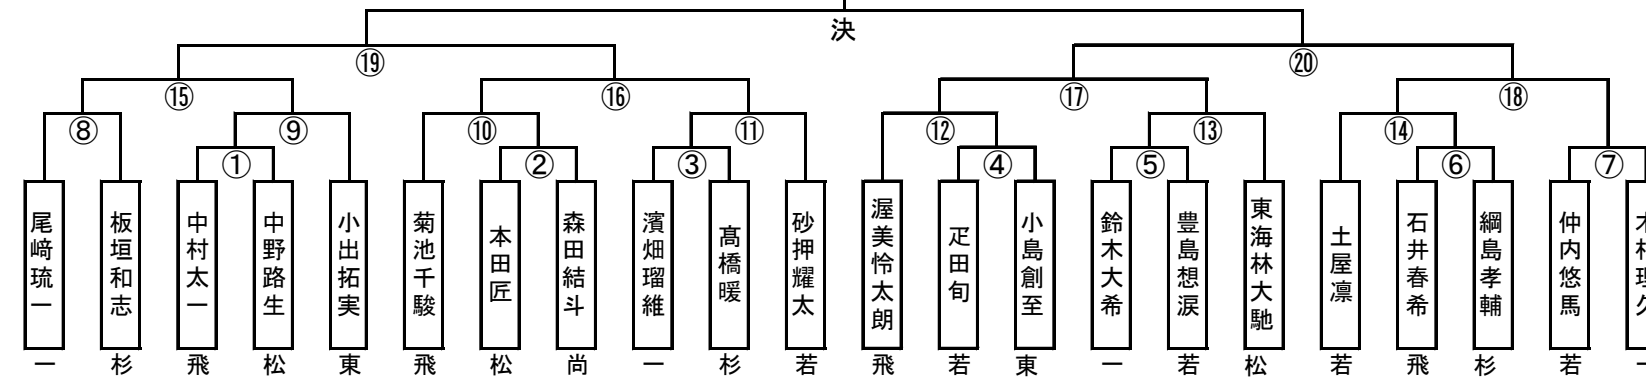 決
⑲ ⑳
⑮ ⑯ ⑰ ⑱
⑧ ⑨ ⑩ ⑪ ⑫ ⑬ ⑭
① ② ③ ④ ⑤ ⑥ ⑦
尾﨑琉一
板垣和志
中村太一
中野路生
小出拓実
菊池千駿
本田匠
森田結斗
濱畑瑠維
髙橋暖
砂押耀太
渥美怜太朗
疋田旬
小島創至
鈴木大希
豊島想涙
東海林大馳
土屋凛
石井春希
綱島孝輔
仲内悠馬
一 杉 飛 松 東 飛 松 尚 一 杉 若 飛 若 東 一 若 松 若 飛 杉 若